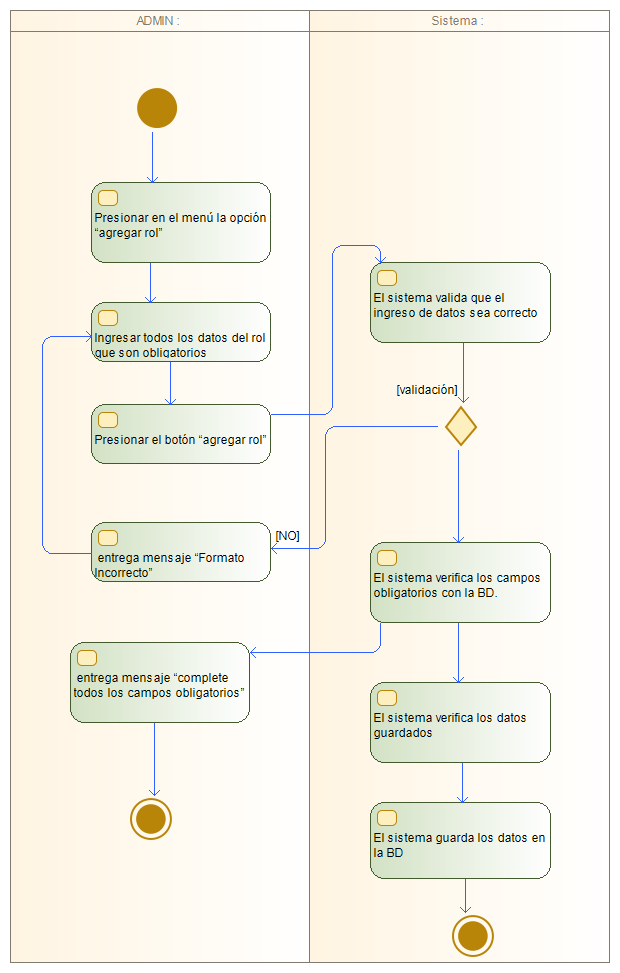 ADMIN :
Sistema :
Presionar en el menú la opción
“agregar rol”
Ingresar todos los datos del rol
que son obligatorios
Presionar el botón “agregar rol”
El sistema valida que el
ingreso de datos sea correcto
[validación]
[NO]
entrega mensaje “Formato
Incorrecto”
El sistema verifica los campos
obligatorios con la BD.
entrega mensaje “complete
todos los campos obligatorios”
El sistema verifica los datos
guardados
El sistema guarda los datos en
la BD